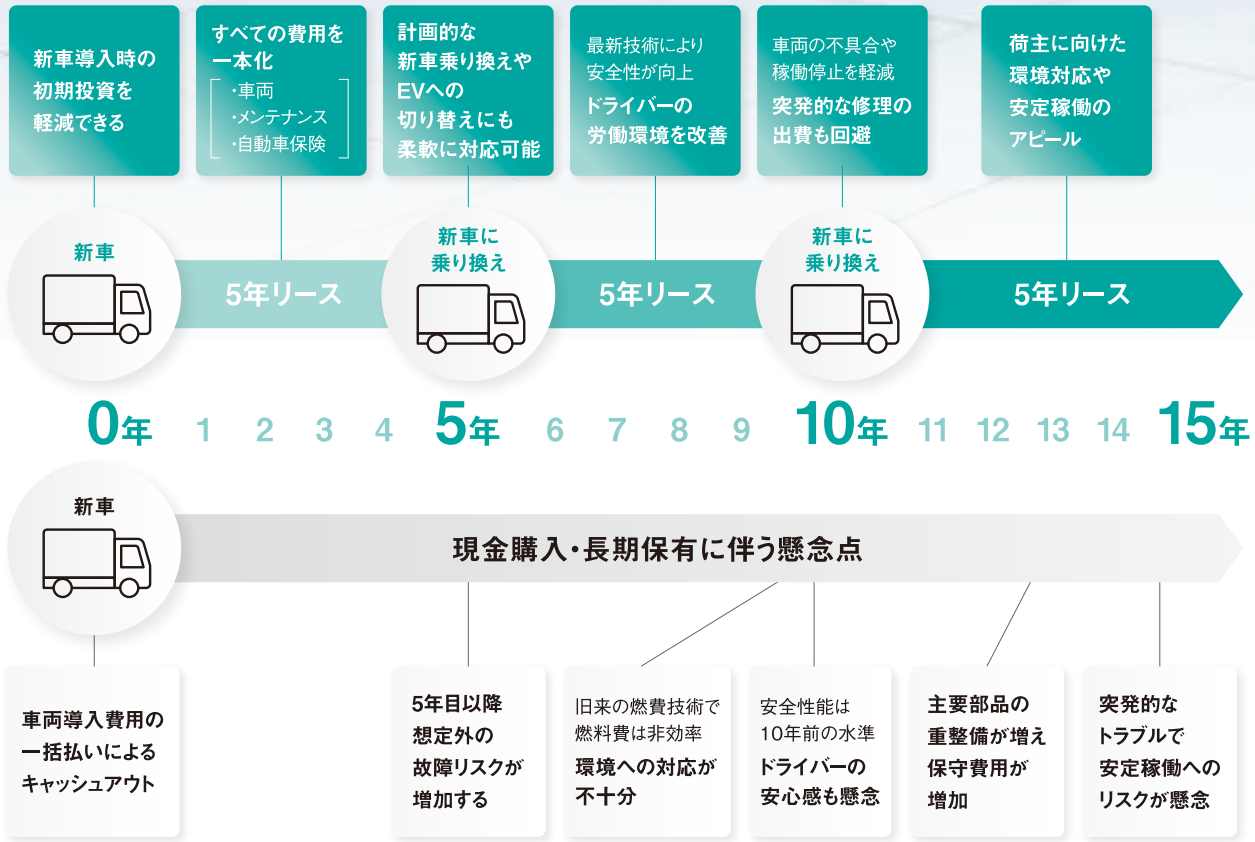 新車導入時の
初期投資を
軽減できる
すべての費用を
一本化
・車両
・メンテナンス
・自動車保険
計画的な
新車乗り換えや
EVへの
切り替えにも
柔軟に対応可能
最新技術により
安全性が向上
ドライバーの
労働環境を改善
車両の不具合や
稼働停止を軽減
突発的な修理の
出費も回避
荷主に向けた
環境対応や
安定稼働の
アピール
新車
5年リース
新車に
乗り換え
5年リース
新車に
乗り換え
5年リース
0年 1 2 3 4 5年 6 7 8 9 10年 11 12 13 14 15年
新車
現金購入・長期保有に伴う懸念点
車両導入費用の
一括払いによる
キャッシュアウト
5年目以降
想定外の
故障リスクが
増加する
旧来の燃費技術で
燃料費は非効率
環境への対応が
不十分
安全性能は
10年前の水準
ドライバーの
安心感も懸念
主要部品の
重整備が増え
保守費用が
増加
突発的な
トラブルで
安定稼働への
リスクが懸念